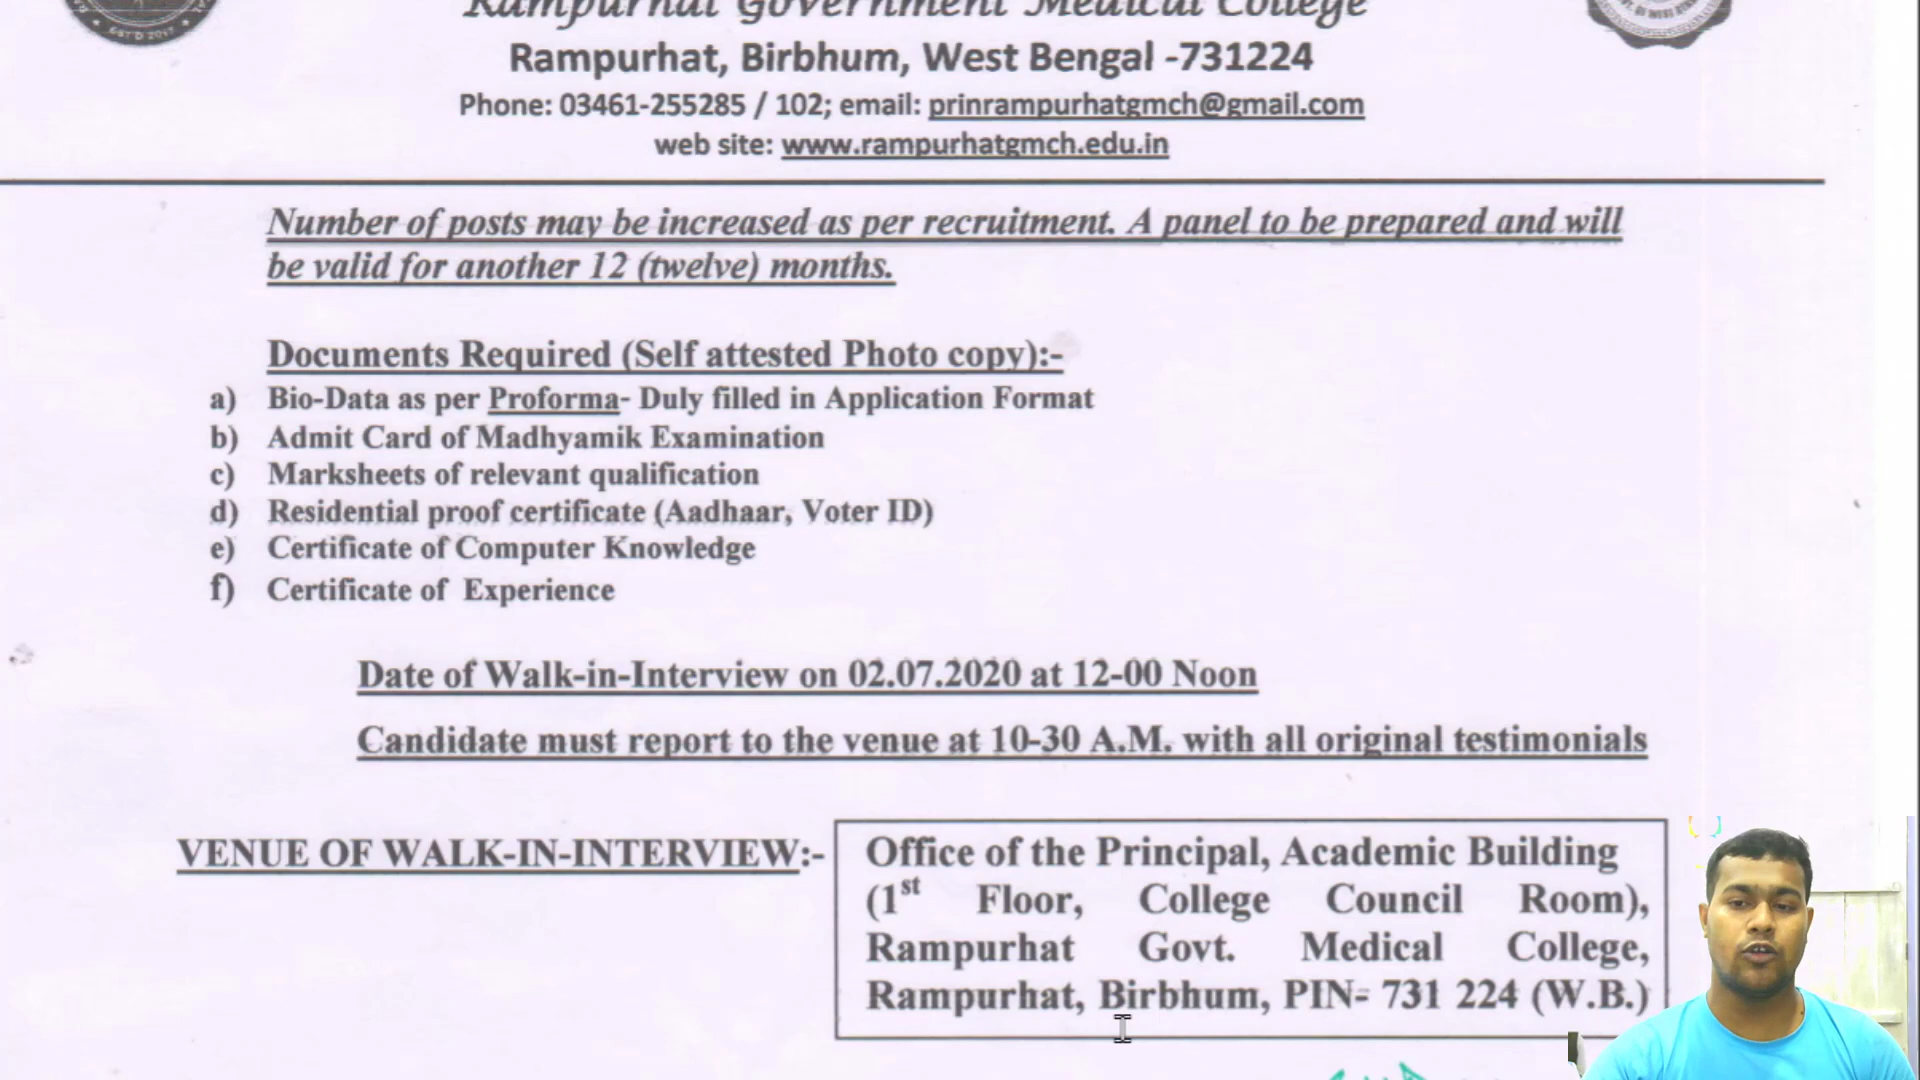 Rampurhat Government Medical College
Rampurhat, Birbhum, West Bengal -731224
Phone: 03461-255285 / 102; email: prinrampurhatgmch@gmail.com
web site: www.rampurhatgmch.edu.in
EST'D 2017
Number of posts may be increased as per recruitment. A panel to be prepared and will
be valid for another 12 (twelve) months.
Documents Required (Self attested Photo copy):-
a) Bio-Data as per Proforma- Duly filled in Application Format
b) Admit Card of Madhyamik Examination
c) Marksheets of relevant qualification
d) Residential proof certificate (Aadhaar, Voter ID)
e) Certificate of Computer Knowledge
f) Certificate of Experience
Date of Walk-in-Interview on 02.07.2020 at 12-00 Noon
Candidate must report to the venue at 10-30 A.M. with all original testimonials
VENUE OF WALK-IN-INTERVIEW:-
Office of the Principal, Academic Building
(1st Floor, College Council Room),
Rampurhat Govt. Medical College,
Rampurhat, Birbhum, PIN- 731 224 (W.B.)